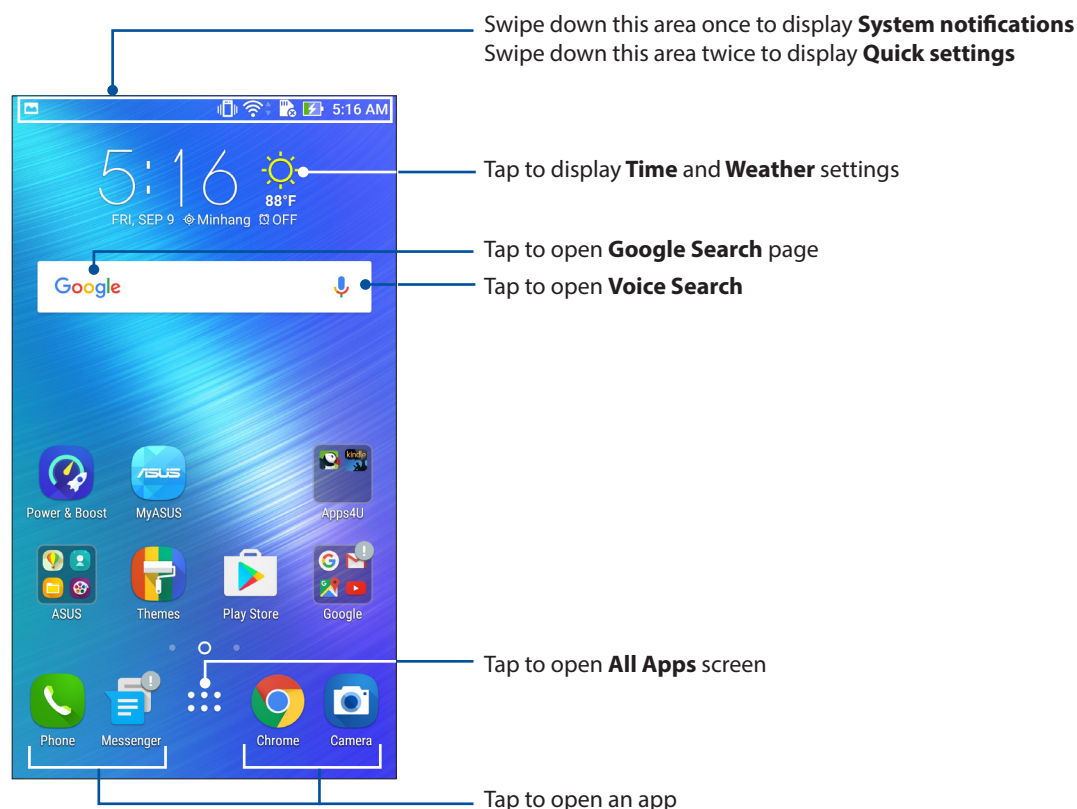 Swipe down this area once to display System notifications
Swipe down this area twice to display Quick settings
5:16 AM
5:16
88°F
FRI, SEP 9 Minhang OFF
Tap to display Time and Weather settings
Tap to open Google Search page
Google
Tap to open Voice Search
kindle
Power & Boost MyASUS Apps4U
ASUS
ASUS Themes Play Store Google
Tap to open All Apps screen
Phone Messenger Chrome Camera
Tap to open an app